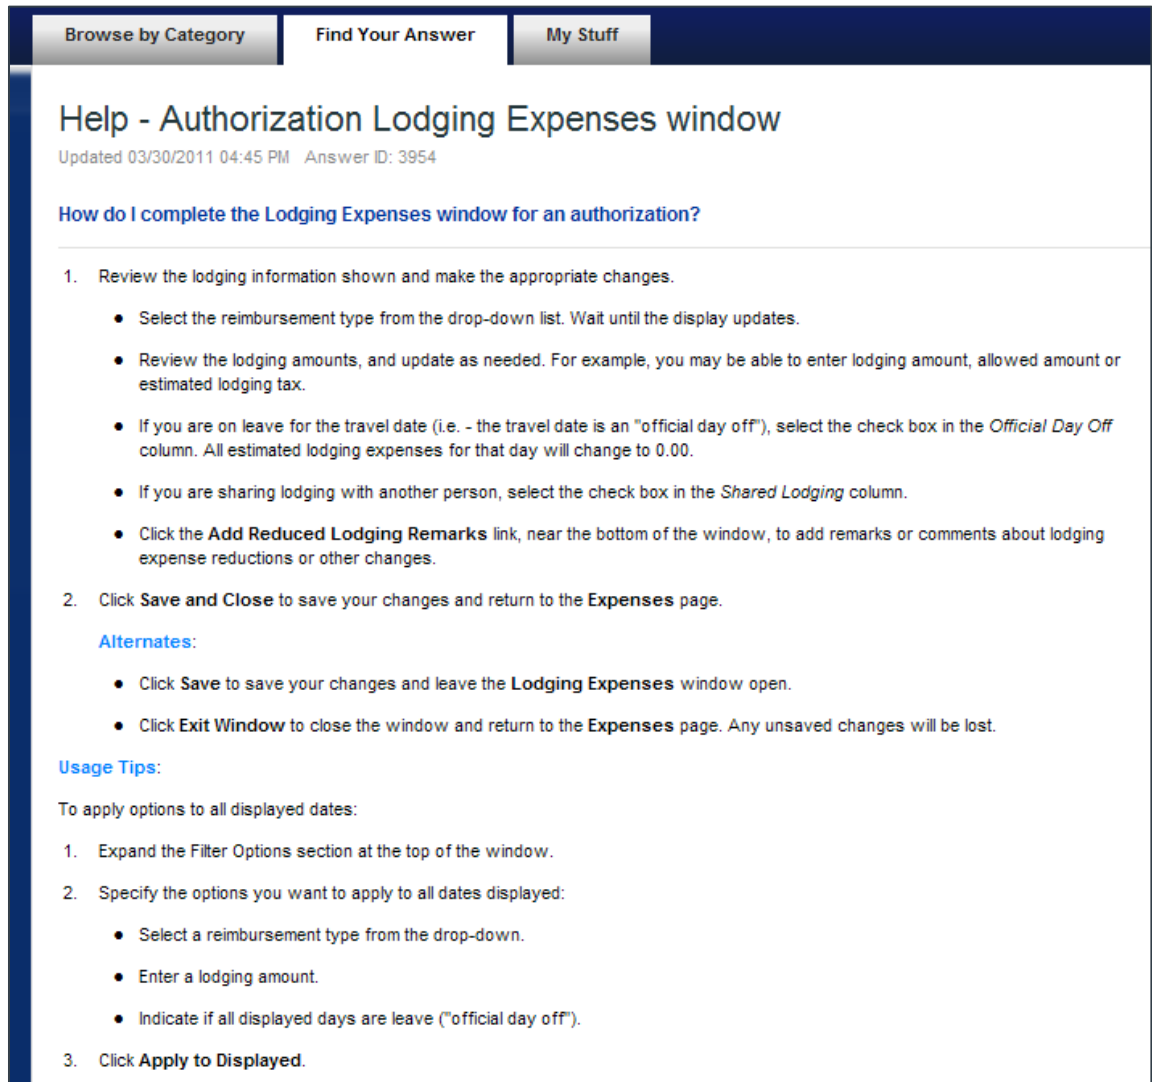 Browse by Category
Find Your Answer
My Stuff
Help - Authorization Lodging Expenses window
Updated 03/30/2011 04:45 PM Answer ID: 3954
How do I complete the Lodging Expenses window for an authorization?
1. Review the lodging information shown and make the appropriate changes.
● Select the reimbursement type from the drop-down list. Wait until the display updates.
● Review the lodging amounts, and update as needed. For example, you may be able to enter lodging amount, allowed amount or
estimated lodging tax.
● If you are on leave for the travel date (i.e. - the travel date is an "official day off"), select the check box in the Official Day Off
column. All estimated lodging expenses for that day will change to 0.00.
● If you are sharing lodging with another person, select the check box in the Shared Lodging column.
● Click the Add Reduced Lodging Remarks link, near the bottom of the window, to add remarks or comments about lodging
expense reductions or other changes.
2. Click Save and Close to save your changes and return to the Expenses page.
Alternates:
● Click Save to save your changes and leave the Lodging Expenses window open.
● Click Exit Window to close the window and return to the Expenses page. Any unsaved changes will be lost.
Usage Tips:
To apply options to all displayed dates:
1. Expand the Filter Options section at the top of the window.
2. Specify the options you want to apply to all dates displayed:
● Select a reimbursement type from the drop-down.
● Enter a lodging amount.
● Indicate if all displayed days are leave ("official day off").
3. Click Apply to Displayed.